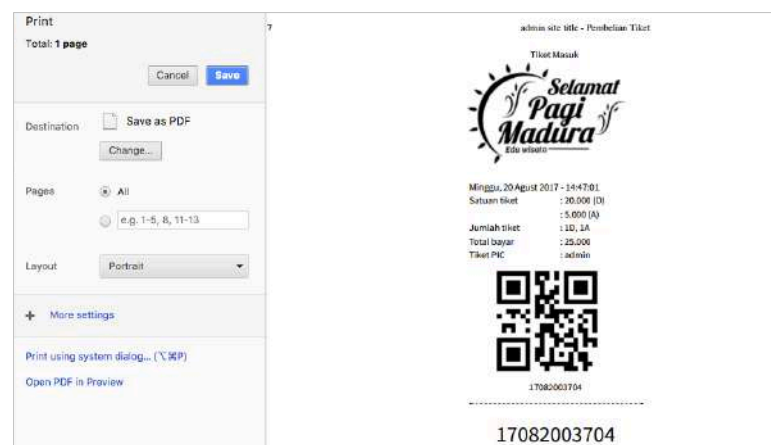 Print
Total: 1 page
Cancel Save
Destination Save as PDF
Change...
Pages All
e.g. 1-5, 8, 11-13
Layout Portrait
+ More settings
Print using system dialog... (⌥⌘P)
Open PDF in Preview
7 admin site title - Pembelian Tiket
Tiket Masuk
Selamat
Pagi
Madura
Edu wisata
Minggu, 20 Agust 2017 - 14:47:01
Satuan tiket : 20.000 (D)
: 5.000 (A)
Jumlah tiket : 1D, 1A
Total bayar : 25.000
Tiket PIC : admin
17082003704
17082003704